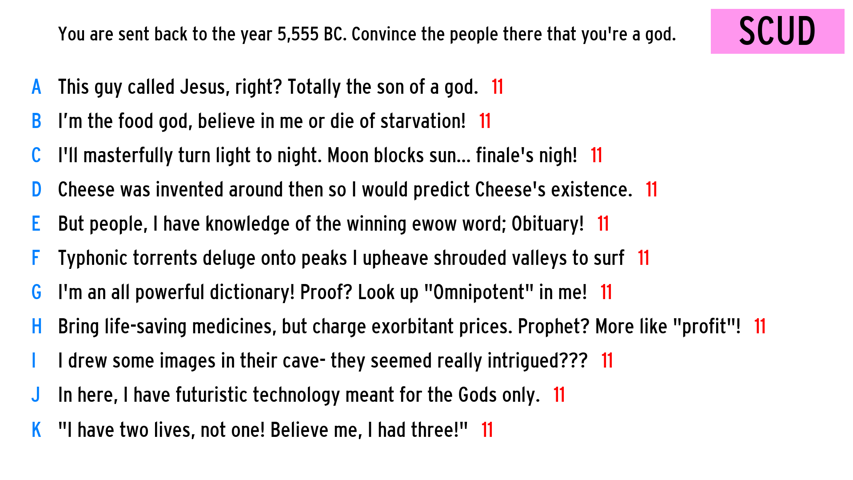 You are sent back to the year 5,555 BC. Convince the people there that you're a god.
SCUD
A This guy called Jesus, right? Totally the son of a god. 11
B I’m the food god, believe in me or die of starvation! 11
C I'll masterfully turn light to night. Moon blocks sun... finale's nigh! 11
D Cheese was invented around then so I would predict Cheese's existence. 11
E But people, I have knowledge of the winning ewow word; Obituary! 11
F Typhonic torrents deluge onto peaks I upheave shrouded valleys to surf 11
G I'm an all powerful dictionary! Proof? Look up "Omnipotent" in me! 11
H Bring life-saving medicines, but charge exorbitant prices. Prophet? More like "profit"! 11
I I drew some images in their cave- they seemed really intrigued??? 11
J In here, I have futuristic technology meant for the Gods only. 11
K "I have two lives, not one! Believe me, I had three!" 11